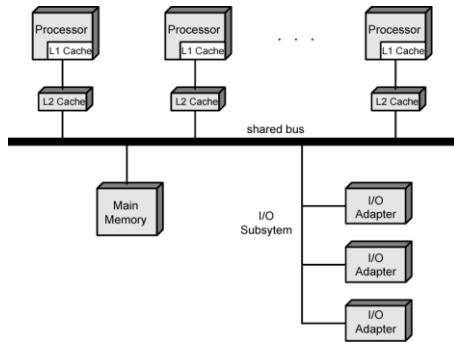 Processor
L1 Cache
Processor
L1 Cache
. . .
Processor
L1 Cache
L2 Cache
L2 Cache
L2 Cache
shared bus
Main
Memory
I/O
Subsytem
I/O
Adapter
I/O
Adapter
I/O
Adapter